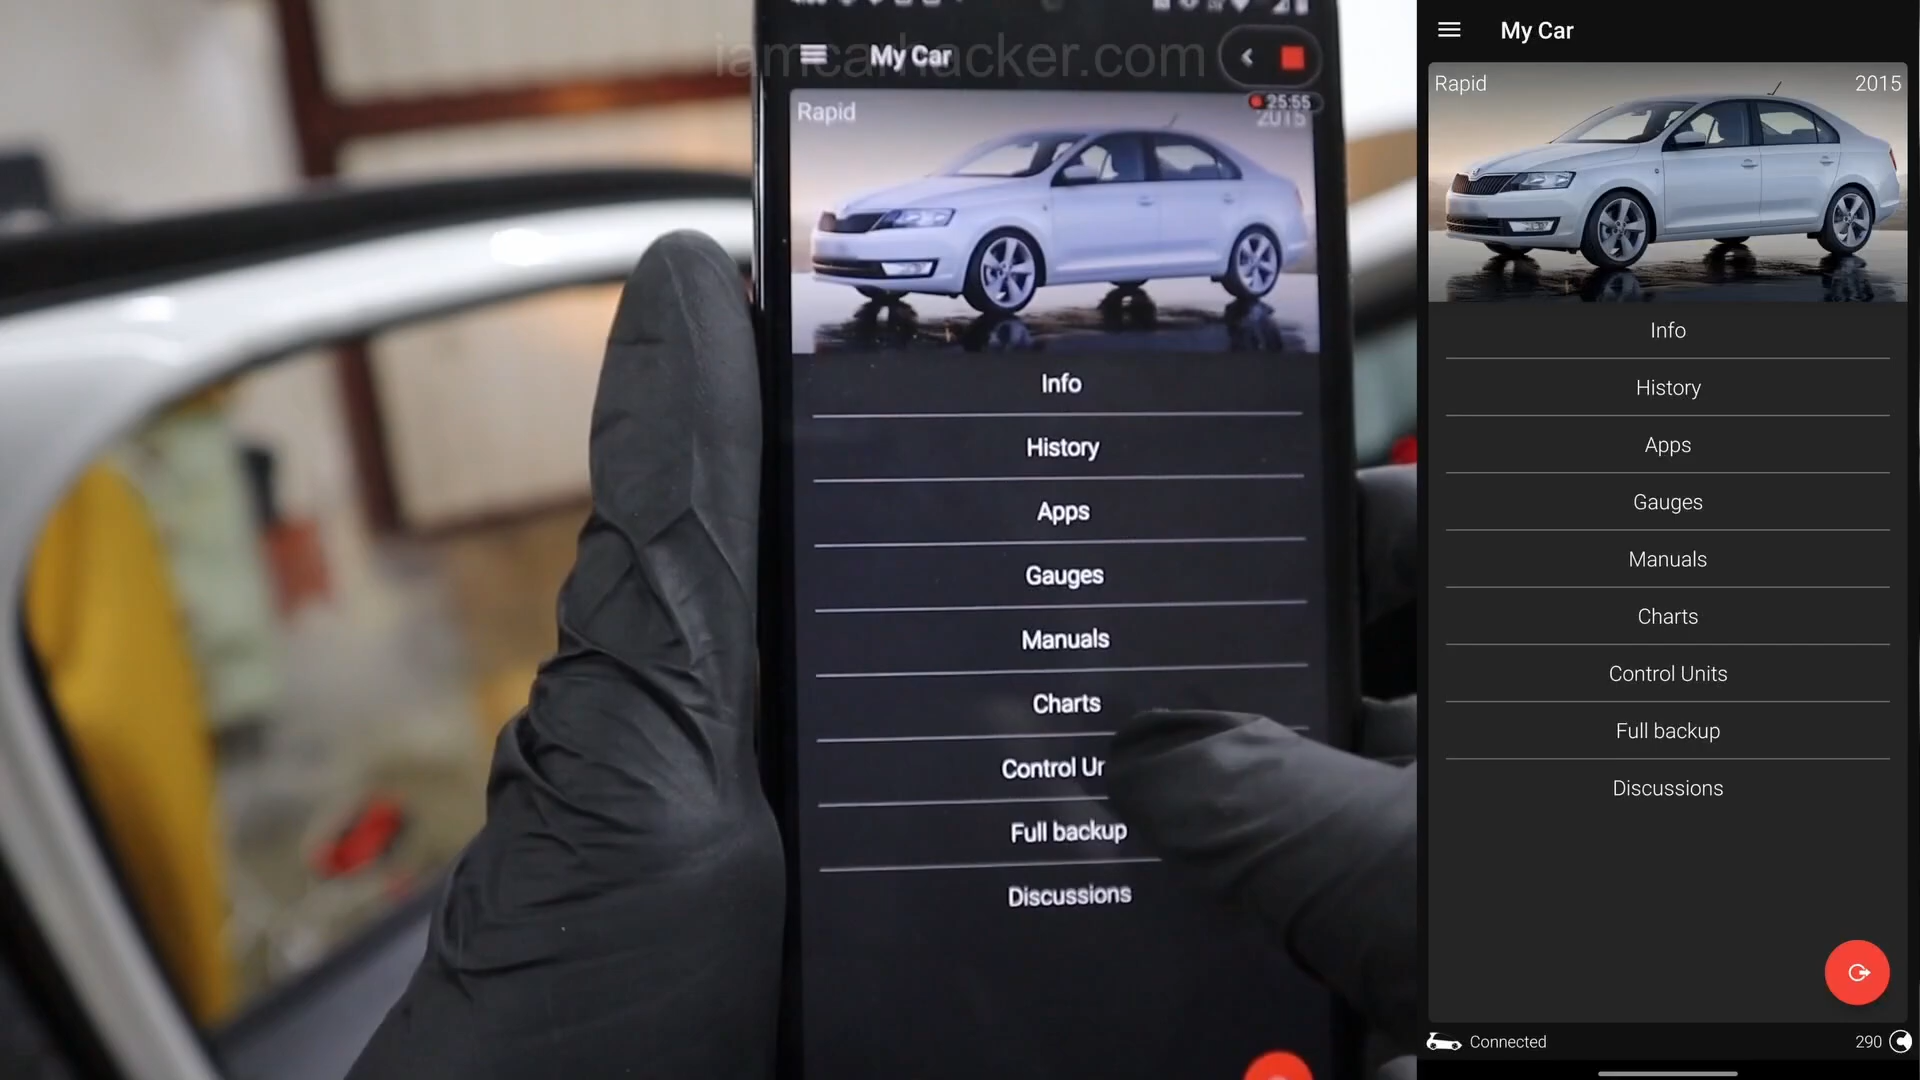 iamcarhacker.com
My Car
25:55
Rapid
2015
Info
History
Apps
Gauges
Manuals
Charts
Control Ur
Full backup
Discussions
My Car
Rapid
2015
Info
History
Apps
Gauges
Manuals
Charts
Control Units
Full backup
Discussions
Connected
290